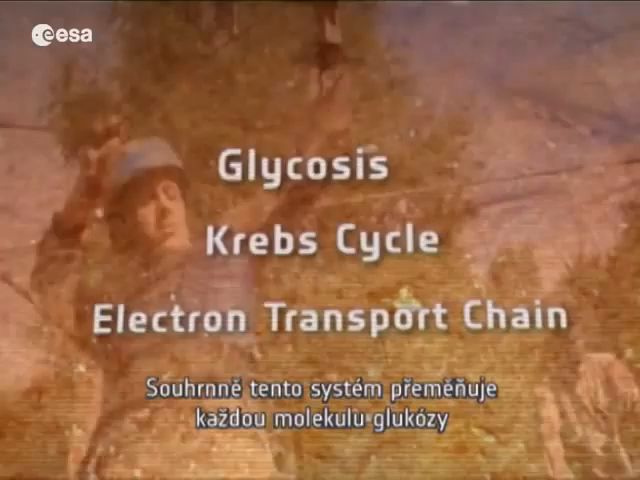 esa
Glycosis
Krebs Cycle
Electron Transport Chain
Souhrnně tento systém přeměňuje
každou molekulu glukózy